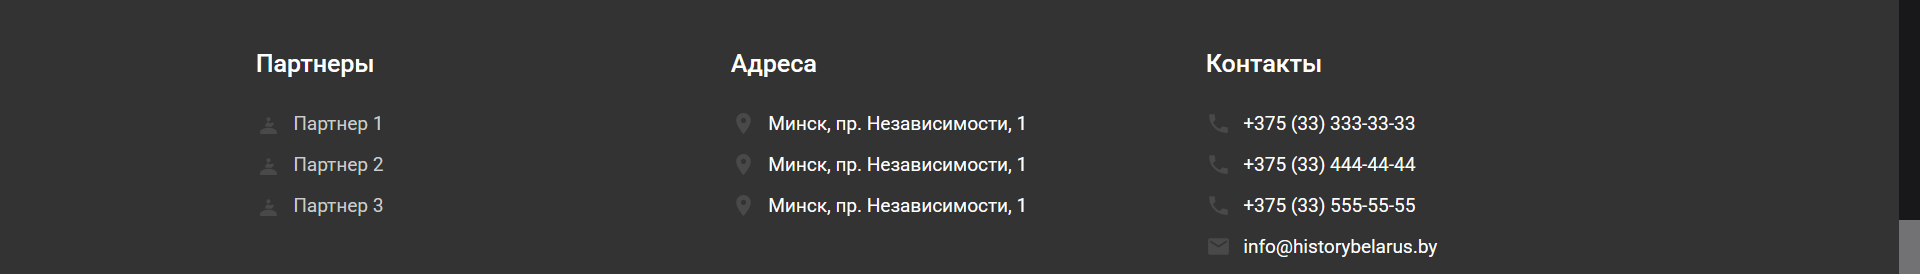 Партнеры
Партнер 1
Партнер 2
Партнер 3
Адреса
Минск, пр. Независимости, 1
Минск, пр. Независимости, 1
Минск, пр. Независимости, 1
Контакты
+375 (33) 333-33-33
+375 (33) 444-44-44
+375 (33) 555-55-55
info@historybelarus.by